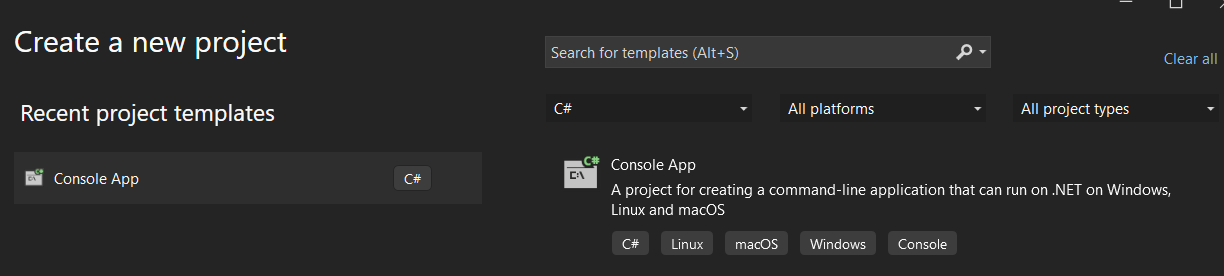 Create a new project
Search for templates (Alt+S)
Clear all
Recent project templates
C#
All platforms
All project types
Console App
C#
C#
C:\
Console App
A project for creating a command-line application that can run on .NET on Windows,
Linux and macOS
C#
Linux
macOS
Windows
Console